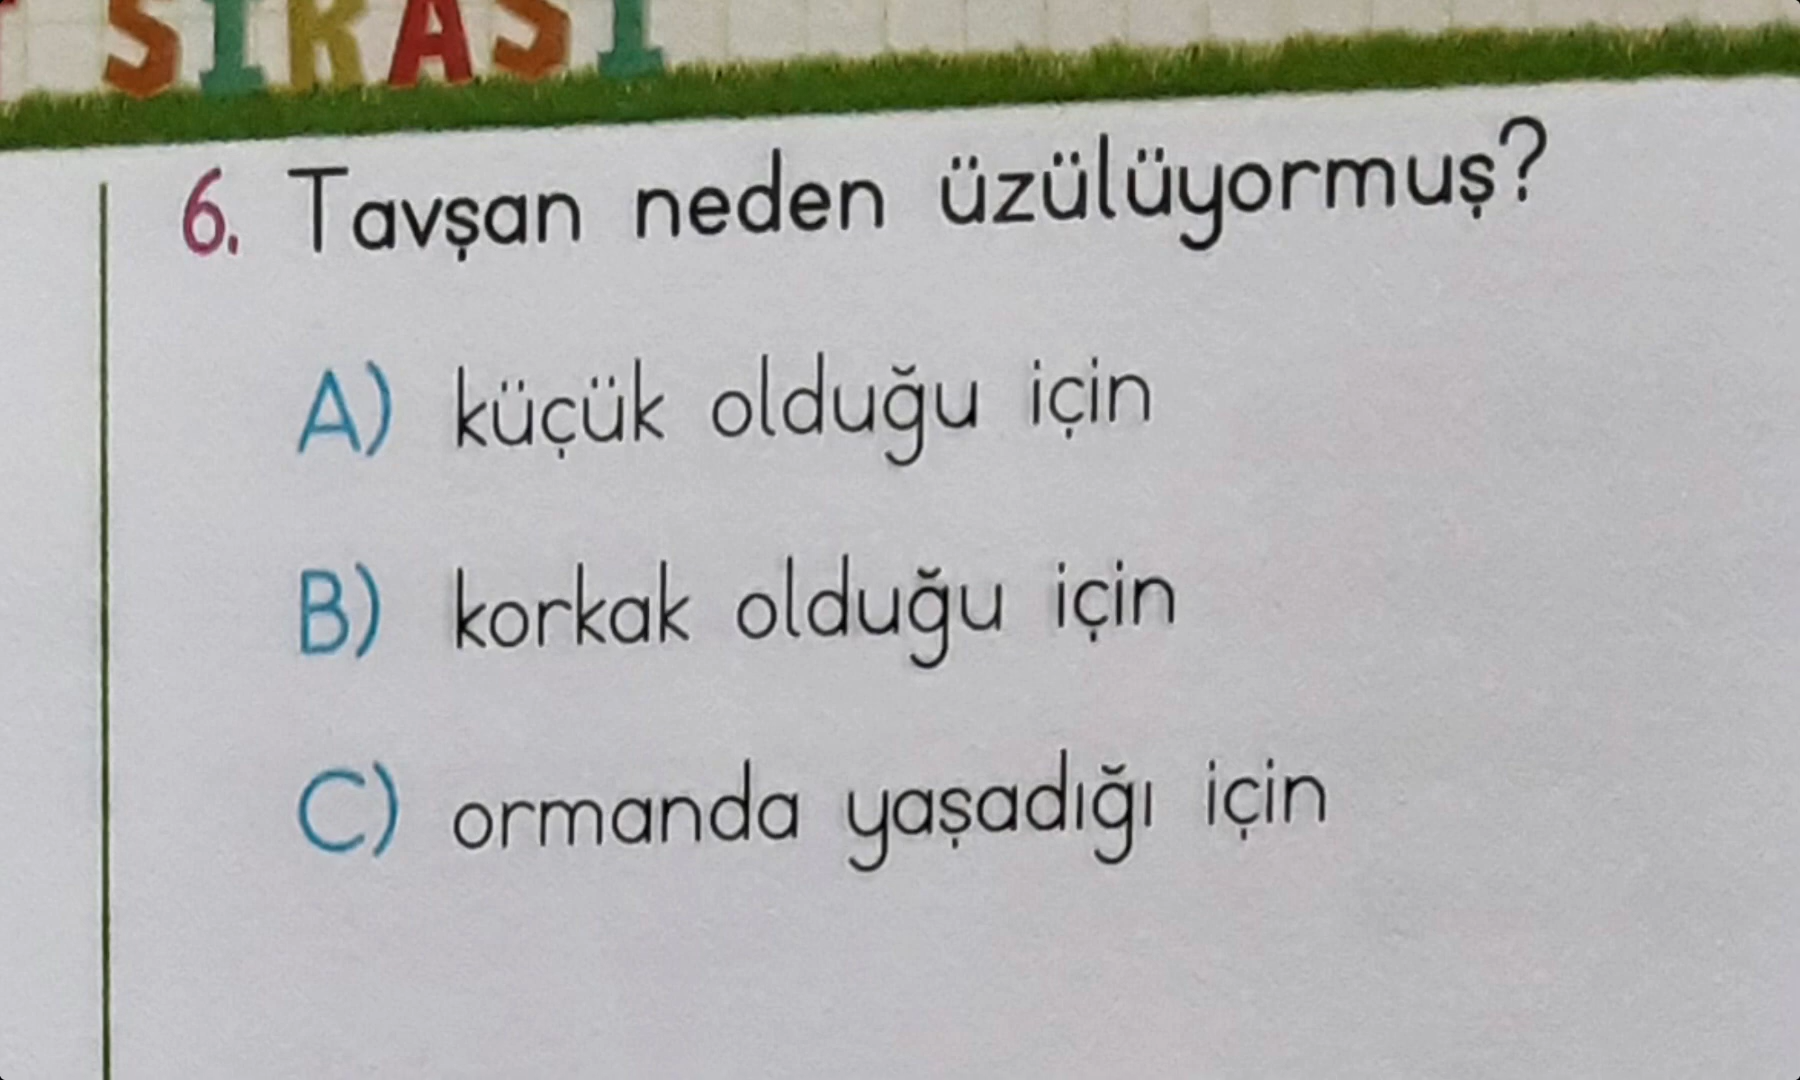 SIRASI
6. Tavşan neden üzülüyormuş?
A) küçük olduğu için
B) korkak olduğu için
C) ormanda yaşadığı için